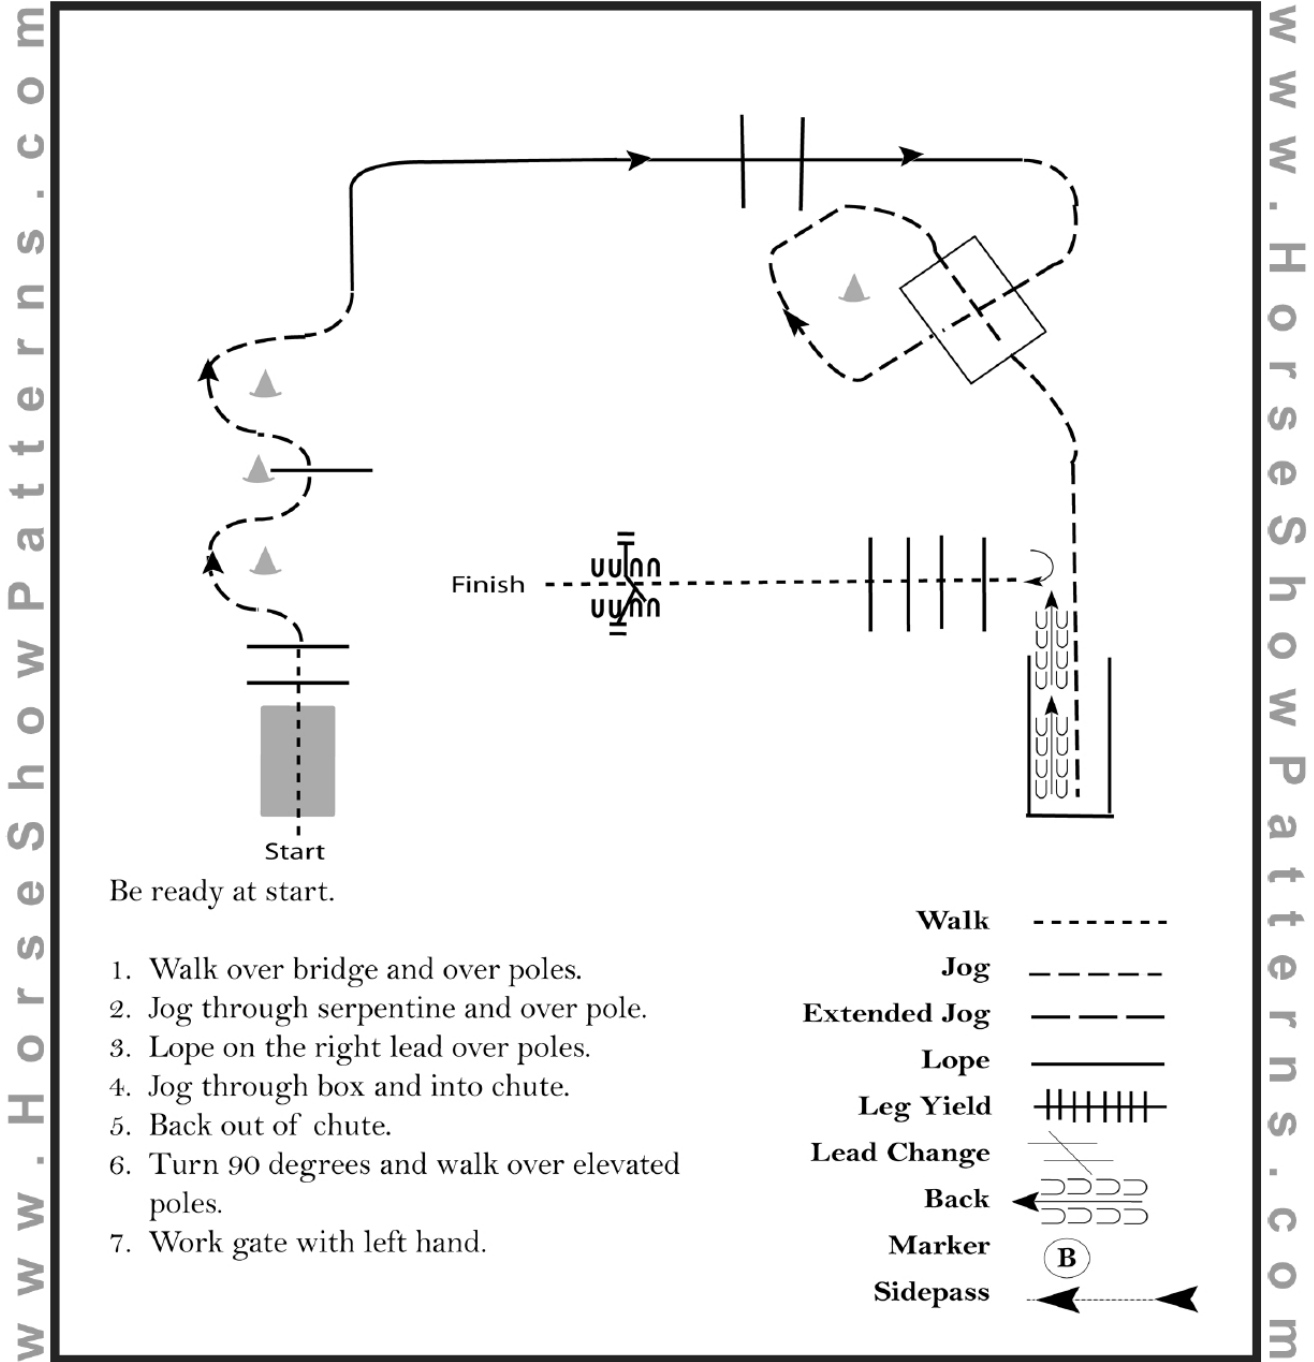 www.HorseShowPatterns.com
www.HorseShowPatterns.com
Finish
Start
Be ready at start.
1. Walk over bridge and over poles.
2. Jog through serpentine and over pole.
3. Lope on the right lead over poles.
4. Jog through box and into chute.
5. Back out of chute.
6. Turn 90 degrees and walk over elevated
poles.
7. Work gate with left hand.
Walk
Jog
Extended Jog
Lope
Leg Yield
Lead Change
Back
Marker B
Sidepass